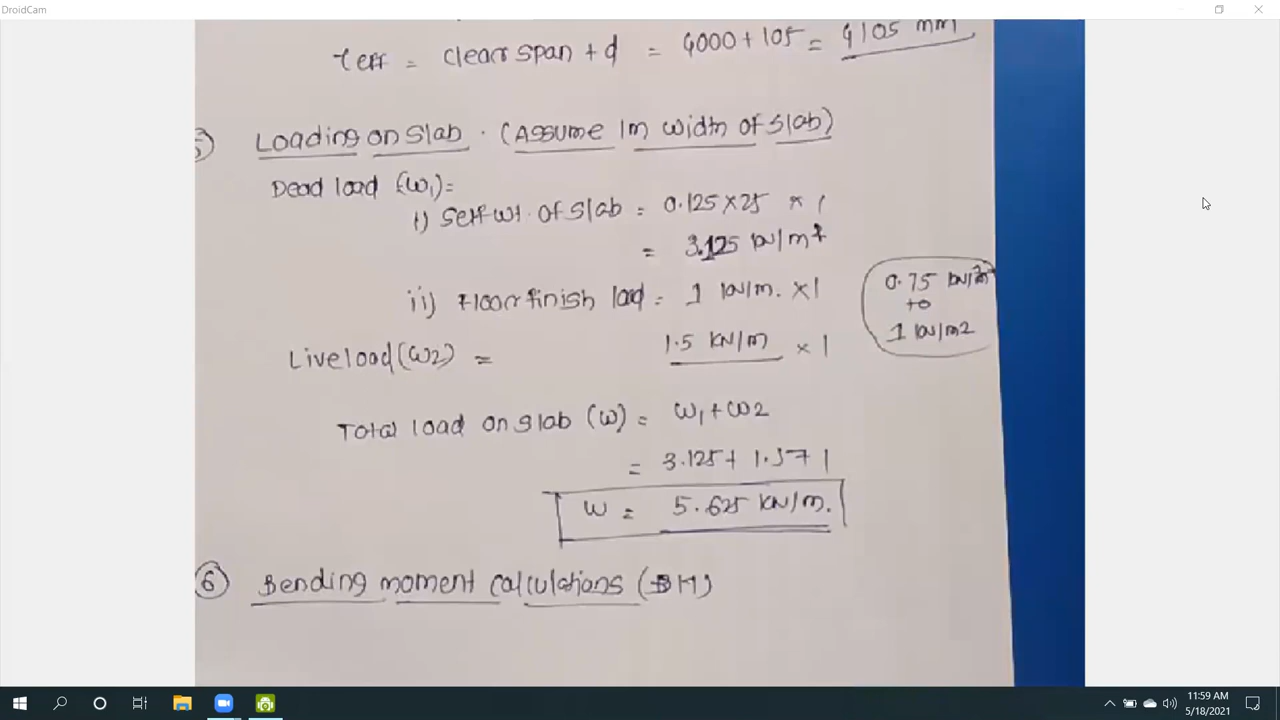 DroidCam
leff = clear span + d = 4000 + 105 = 4105 mm
5) Loading on slab. (Assume 1m width of slab)
Dead load (W1):
i) Self wt. of slab = 0.125 × 25 × 1
= 3.125 kN/m
ii) Floor finish load = 1 kN/m. × 1
0.75 kN/m2
to
1 kN/m2
Live load (W2) = 1.5 KN/m × 1
Total load on slab (W) = W1 + W2
= 3.125 + 1.5 + 1
W = 5.625 KN/m.
6 Bending moment calculations (BM)
11:59 AM
5/18/2021